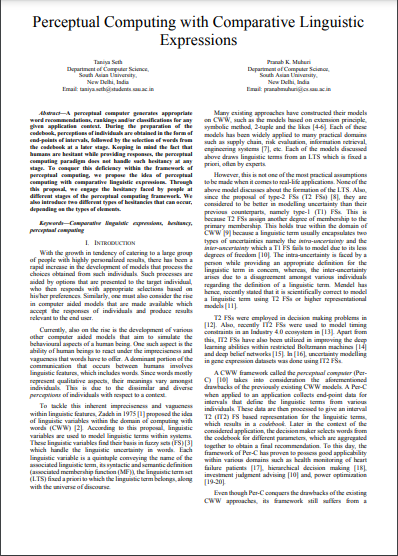 Perceptual Computing with Comparative Linguistic
Expressions
Taniya Seth
Department of Computer Science,
South Asian University,
New Delhi, India
Email: taniya.seth@students.sau.ac.in
Pranab K. Muhuri
Department of Computer Science,
South Asian University,
New Delhi, India
Email: pranabmuhuri@cs.sau.ac.in
Abstract—A perceptual computer generates appropriate
word recommendations, rankings and/or classifications for any
given application context. During the preparation of the
codebook, perceptions of individuals are obtained in the form of
end-points of intervals, followed by the selection of words from
the codebook at a later stage. Keeping in mind the fact that
humans are hesitant while providing responses, the perceptual
computing paradigm does not handle such hesitancy at any
stage. To conquer this deficiency within the framework of
perceptual computing, we propose the idea of perceptual
computing with comparative linguistic expressions. Through
this proposal, we engage the hesitancy faced by people at
different stages of the perceptual computing framework. We
also introduce two different types of hesitancies that can occur,
depending on the types of elements.
Keywords—Comparative linguistic expressions, hesitancy,
perceptual computing
I. INTRODUCTION
With the growth in tendency of catering to a large group
of people with highly personalized results, there has been a
rapid increase in the development of models that process the
choices obtained from such individuals. Such processes are
aided by options that are presented to the target individual,
who then responds with appropriate selections based on
his/her preferences. Similarly, one must also consider the rise
in computer aided models that are made available which
accept the responses of individuals and produce results
relevant to the end user.
Currently, also on the rise is the development of various
other computer aided models that aim to simulate the
behavioural aspects of a human being. One such aspect is the
ability of human beings to react under the impreciseness and
vagueness that words have to offer. A dominant portion of the
communication that occurs between humans involves
linguistic features, which includes words. Since words mostly
represent qualitative aspects, their meanings vary amongst
individuals. This is due to the dissimilar and diverse
perceptions of individuals with respect to a context.
To tackle this inherent impreciseness and vagueness
within linguistic features, Zadeh in 1975 [1] proposed the idea
of linguistic variables within the domain of computing with
words (CWW) [2]. According to this proposal, linguistic
variables are used to model linguistic terms within systems.
These linguistic variables find their basis in fuzzy sets (FS) [3]
which handle the linguistic uncertainty in words. Each
linguistic variable is a quintuple conveying the name of the
associated linguistic term, its syntactic and semantic definition
(associated membership function (MF)), the linguistic term set
(LTS) fixed a priori to which the linguistic term belongs, along
with the universe of discourse.
Many existing approaches have constructed their models
on CWW, such as the models based on extension principle,
symbolic method, 2-tuple and the likes [4-6]. Each of these
models has been widely applied to many practical domains
such as supply chain, risk evaluation, information retrieval,
engineering systems [7], etc. Each of the models discussed
above draws linguistic terms from an LTS which is fixed a
priori, often by experts.
However, this is not one of the most practical assumptions
to be made when it comes to real-life applications. None of the
above model discusses about the formation of the LTS. Also,
since the proposal of type-2 FSs (T2 FSs) [8], they are
considered to be better in modelling uncertainty than their
previous counterparts, namely type-1 (T1) FSs. This is
because T2 FSs assign another degree of membership to the
primary membership. This holds true within the domain of
CWW [9] because a linguistic term usually encapsulates two
types of uncertainties namely the intra-uncertainty and the
inter-uncertainty which a T1 FS fails to model due to its less
degrees of freedom [10]. The intra-uncertainty is faced by a
person while providing an appropriate definition for the
linguistic term in concern, whereas, the inter-uncertainty
arises due to a disagreement amongst various individuals
regarding the definition of a linguistic term. Mendel has
hence, recently stated that it is scientifically correct to model
a linguistic term using T2 FSs or higher representational
models [11].
T2 FSs were employed in decision making problems in
[12]. Also, recently IT2 FSs were used to model timing
constraints in an Industry 4.0 ecosystem in [13]. Apart from
this, IT2 FSs have also been utilized in improving the deep
learning abilities within restricted Boltzmann machines [14]
and deep belief networks [15]. In [16], uncertainty modelling
in gene expression datasets was done using IT2 FSs.
A CWW framework called the perceptual computer (Per-
C) [10] takes into consideration the aforementioned
drawbacks of the previously existing CWW models. A Per-C
when applied to an application collects end-point data for
intervals that define the linguistic terms from various
individuals. These data are then processed to give an interval
T2 (IT2) FS based representation for the linguistic terms,
which results in a codebook. Later in the context of the
considered application, the decision maker selects words from
the codebook for different parameters, which are aggregated
together to obtain a final recommendation. To this day, the
framework of Per-C has proven to possess good applicability
within various domains such as health monitoring of heart
failure patients [17], hierarchical decision making [18],
investment judgment advising [10] and, power optimization
[19-20].
Even though Per-C conquers the drawbacks of the existing
CWW approaches, its framework still suffers from a